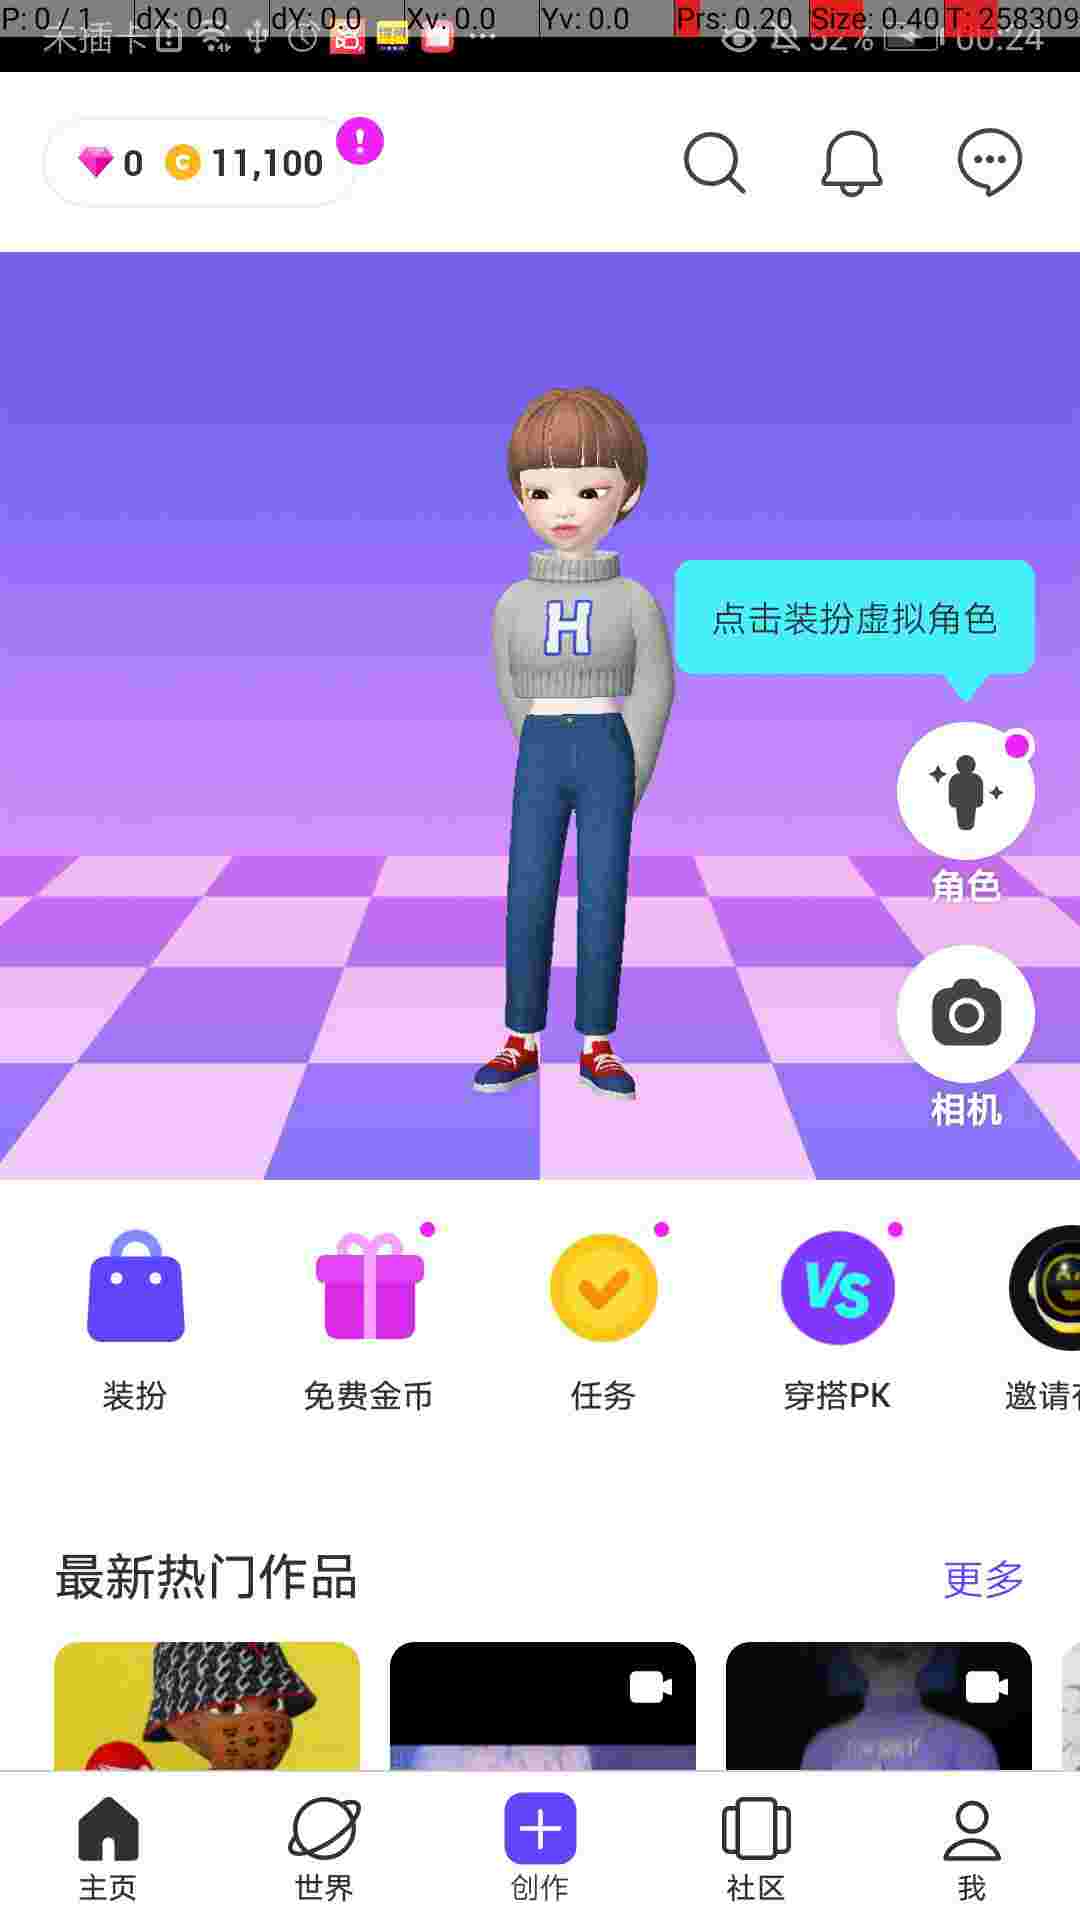 P: 0 / 1 dX: 0.0 dY: 0.0 Xv: 0.0 Yv: 0.0 Prs: 0.20 Size: 0.40 T: 258309
未插卡 52% 00:24
0 11,100
H
点击装扮虚拟角色
角色
相机
VS
装扮 免费金币 任务 穿搭PK 邀请
最新热门作品 更多
主页 世界 创作 社区 我